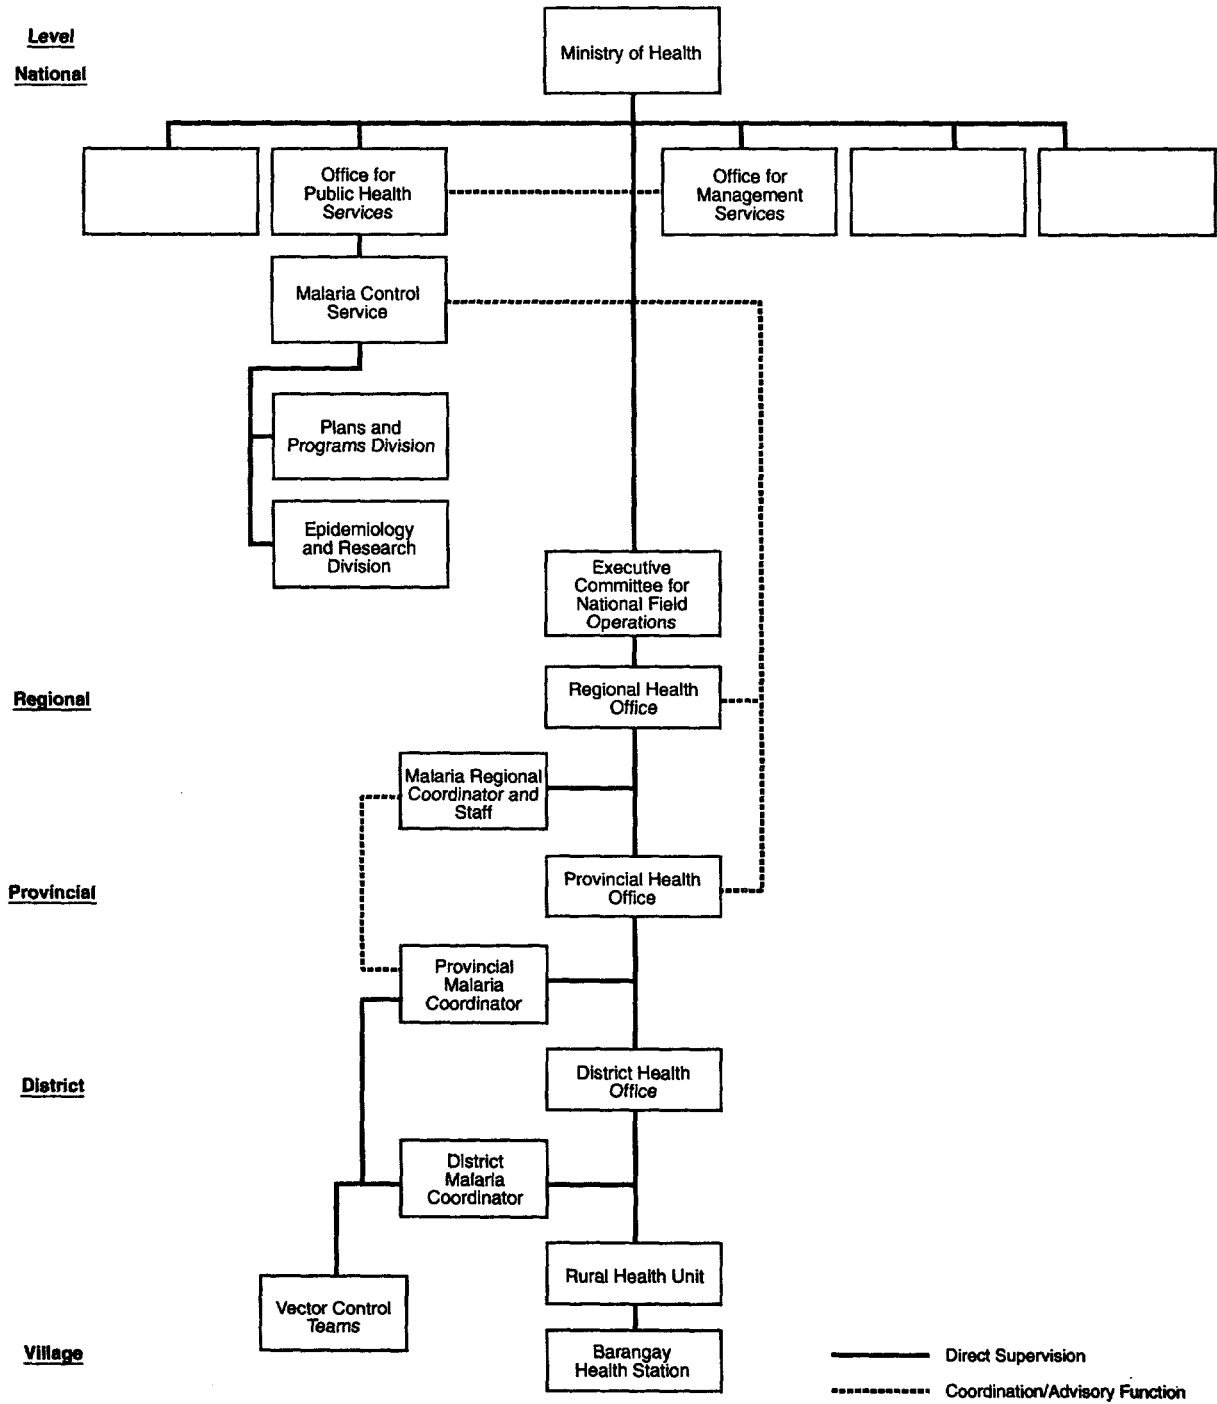 Level
National
Ministry of Health
Office for
Public Health
Services
Office for
Management
Services
Malaria Control
Service
Plans and
Programs Division
Epidemiology
and Research
Division
Executive
Committee for
National Field
Operations
Regional
Regional Health
Office
Malaria Regional
Coordinator and
Staff
Provincial
Provincial Health
Office
Provincial
Malaria
Coordinator
District
District Health
Office
District
Malaria
Coordinator
Rural Health Unit
Vector Control
Teams
Village
Barangay
Health Station
Direct Supervision
Coordination/Advisory Function